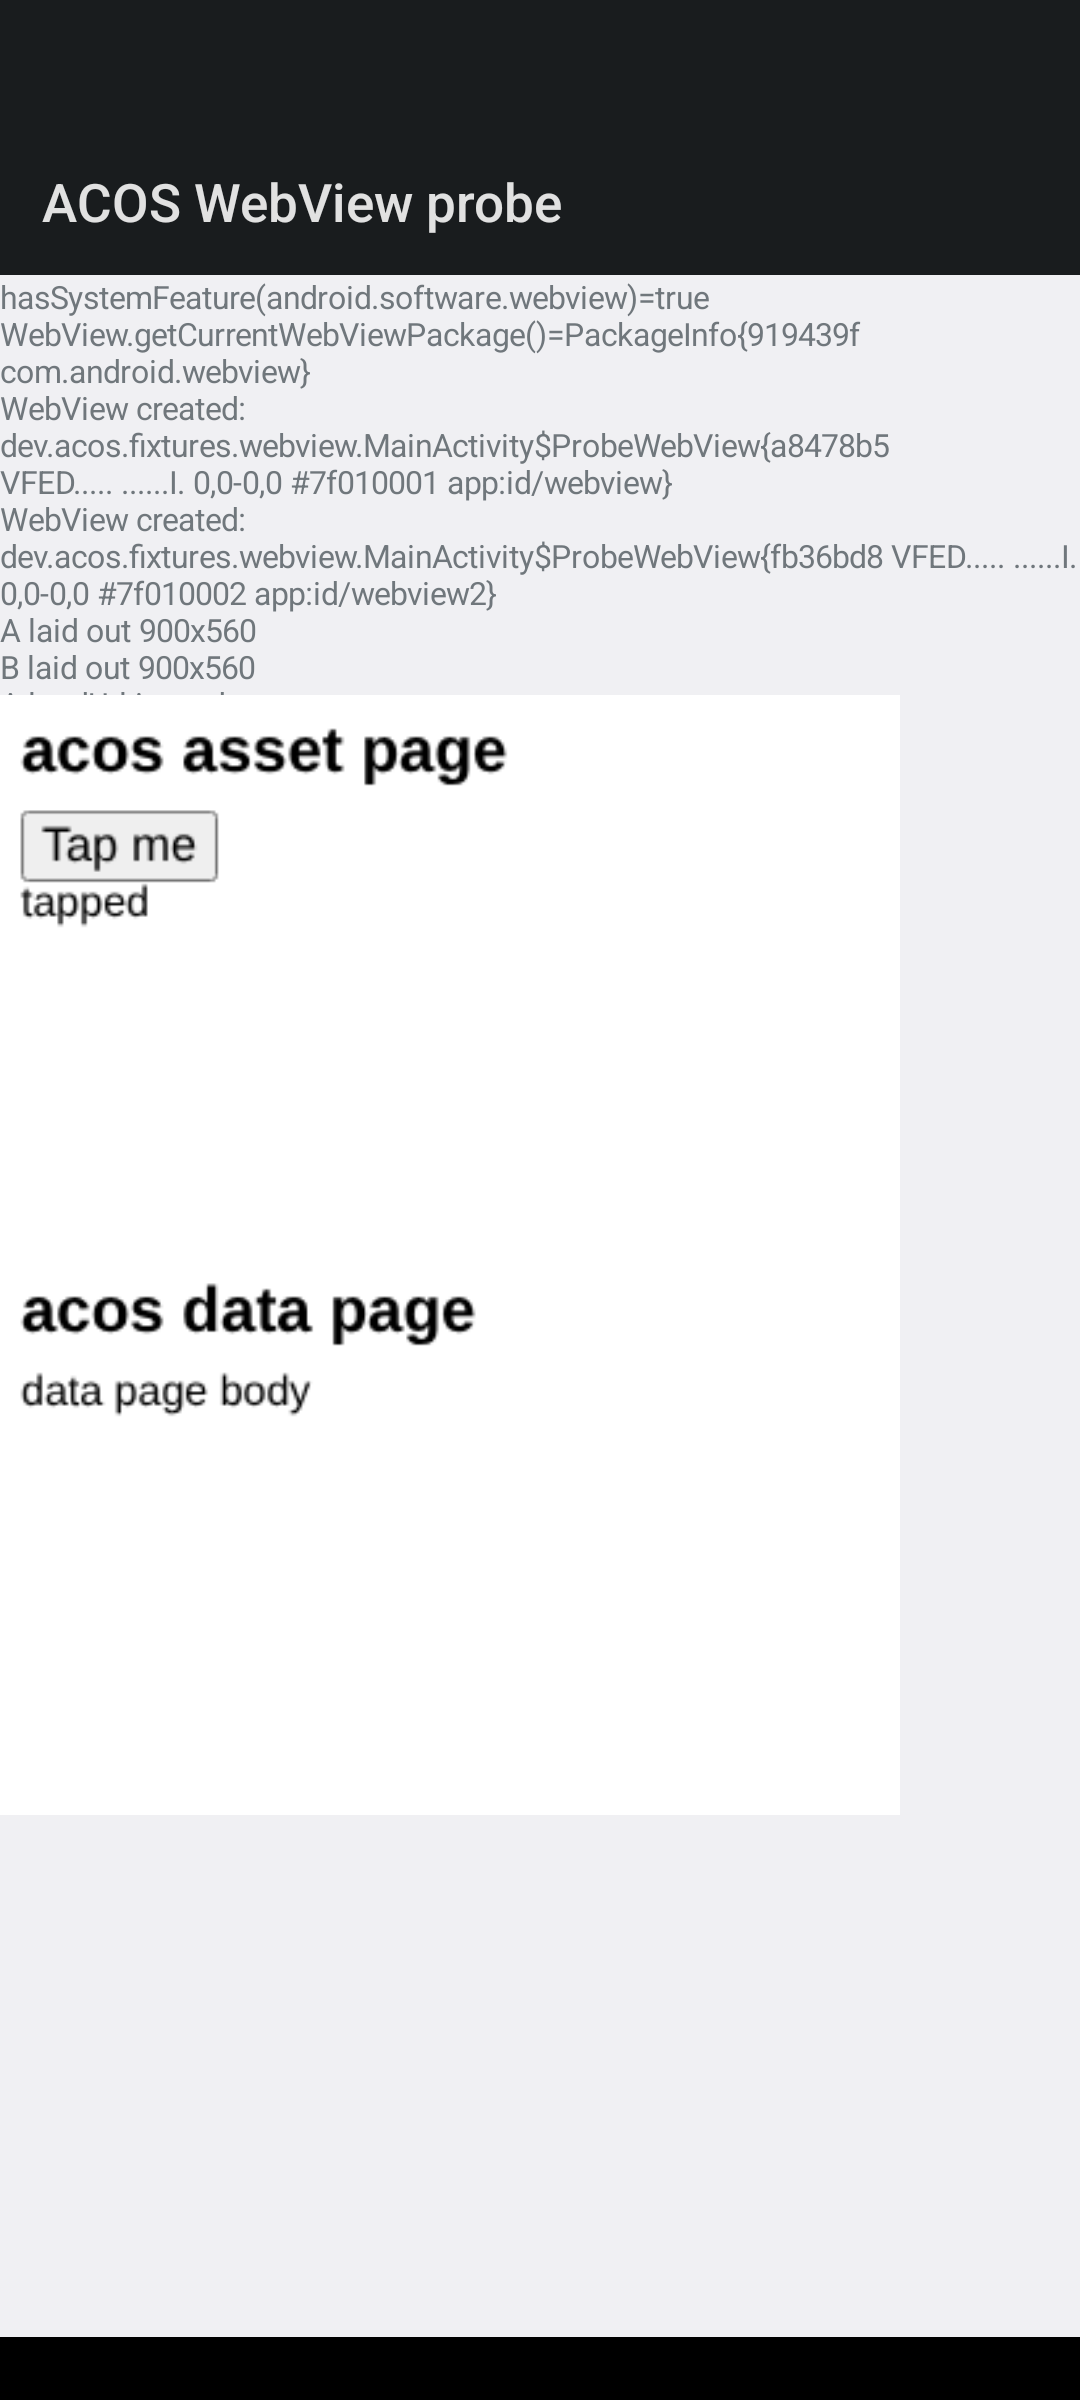 ACOS WebView probe
hasSystemFeature(android.software.webview)=true
WebView.getCurrentWebViewPackage()=PackageInfo{919439f
com.android.webview}
WebView created:
dev.acos.fixtures.webview.MainActivity$ProbeWebView{a8478b5
VFED..... ......I. 0,0-0,0 #7f010001 app:id/webview}
WebView created:
dev.acos.fixtures.webview.MainActivity$ProbeWebView{fb36bd8 VFED..... ......I.
0,0-0,0 #7f010002 app:id/webview2}
A laid out 900x560
B laid out 900x560
acos asset page
Tap me
tapped
acos data page
data page body